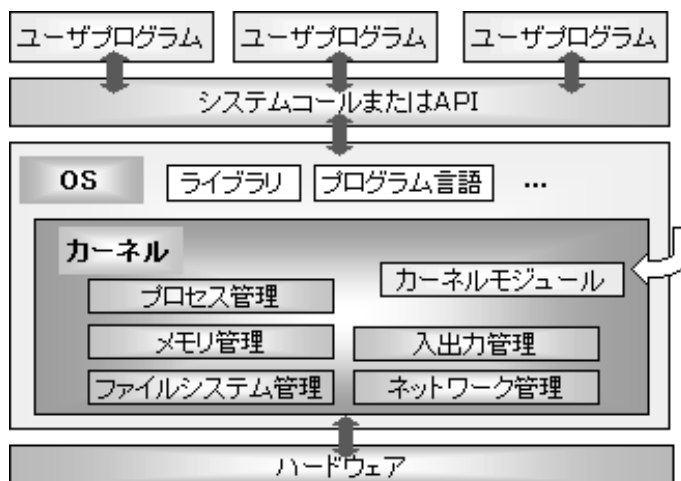 ユーザプログラム
ユーザプログラム
ユーザプログラム
システムコールまたはAPI
OS
ライブラリ
プログラム言語
...
カーネル
カーネルモジュール
プロセス管理
メモリ管理
入出力管理
ファイルシステム管理
ネットワーク管理
ハードウェア